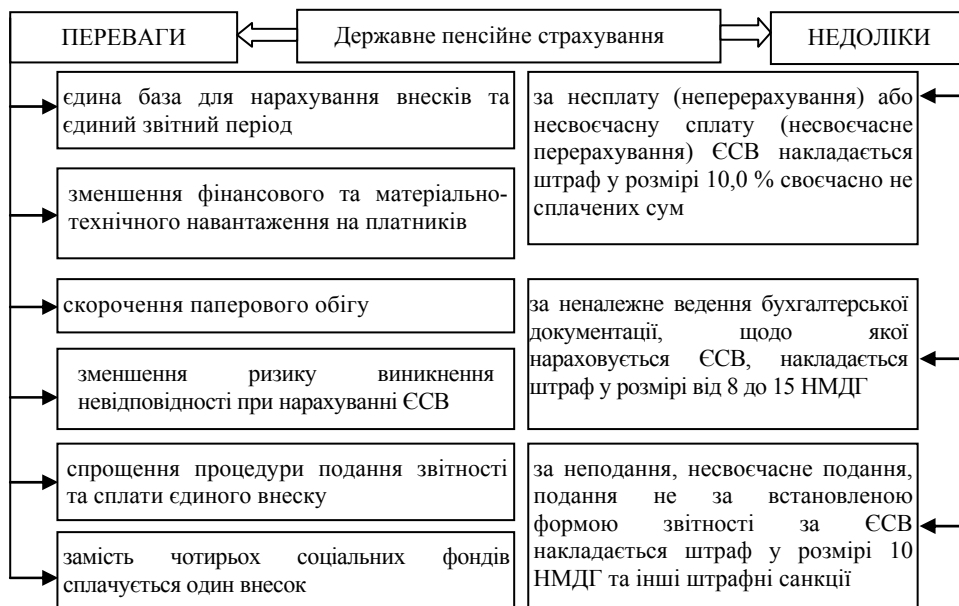 ПЕРЕВАГИ
Державне пенсійне страхування
НЕДОЛІКИ
єдина база для нарахування внесків та
єдиний звітний період
зменшення фінансового та матеріально-
технічного навантаження на платників
скорочення паперового обігу
зменшення ризику виникнення
невідповідності при нарахуванні ЄСВ
спрощення процедури подання звітності
та сплати єдиного внеску
замість чотирьох соціальних фондів
сплачується один внесок
за несплату (неперерахування) або
несвоєчасну сплату (несвоєчасне
перерахування) ЄСВ накладається
штраф у розмірі 10,0 % своєчасно не
сплачених сум
за неналежне ведення бухгалтерської
документації, щодо якої
нараховується ЄСВ, накладається
штраф у розмірі від 8 до 15 НМДГ
за неподання, несвоєчасне подання,
подання не за встановленою
формою звітності за ЄСВ
накладається штраф у розмірі 10
НМДГ та інші штрафні санкції